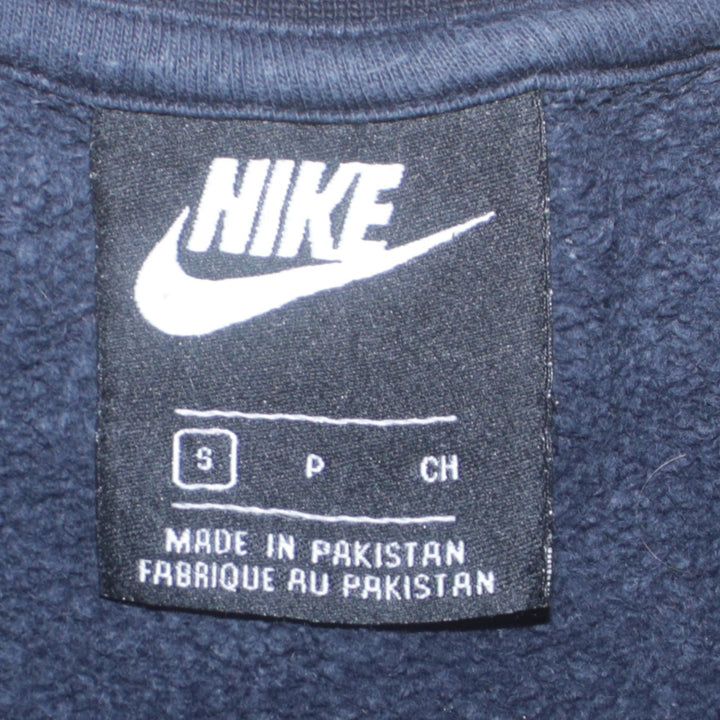 NIKE
S P CH
MADE IN PAKISTAN
FABRIQUE AU PAKISTAN